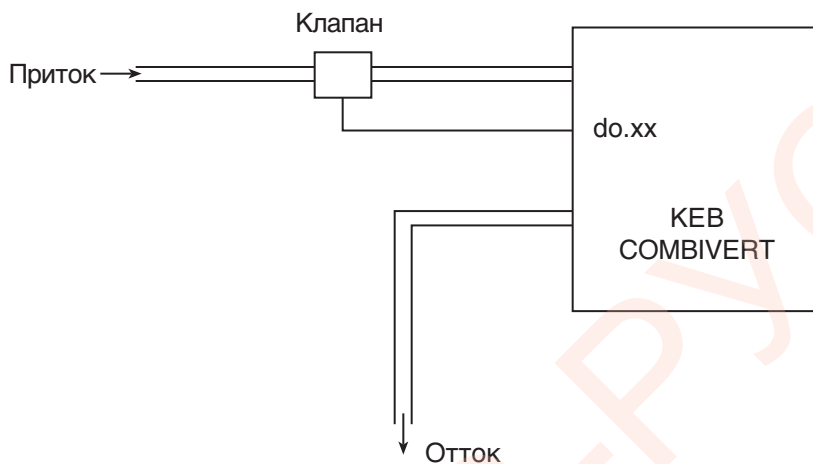 Клапан
Приток
do.xx
KEB
COMBIVERT
Отток